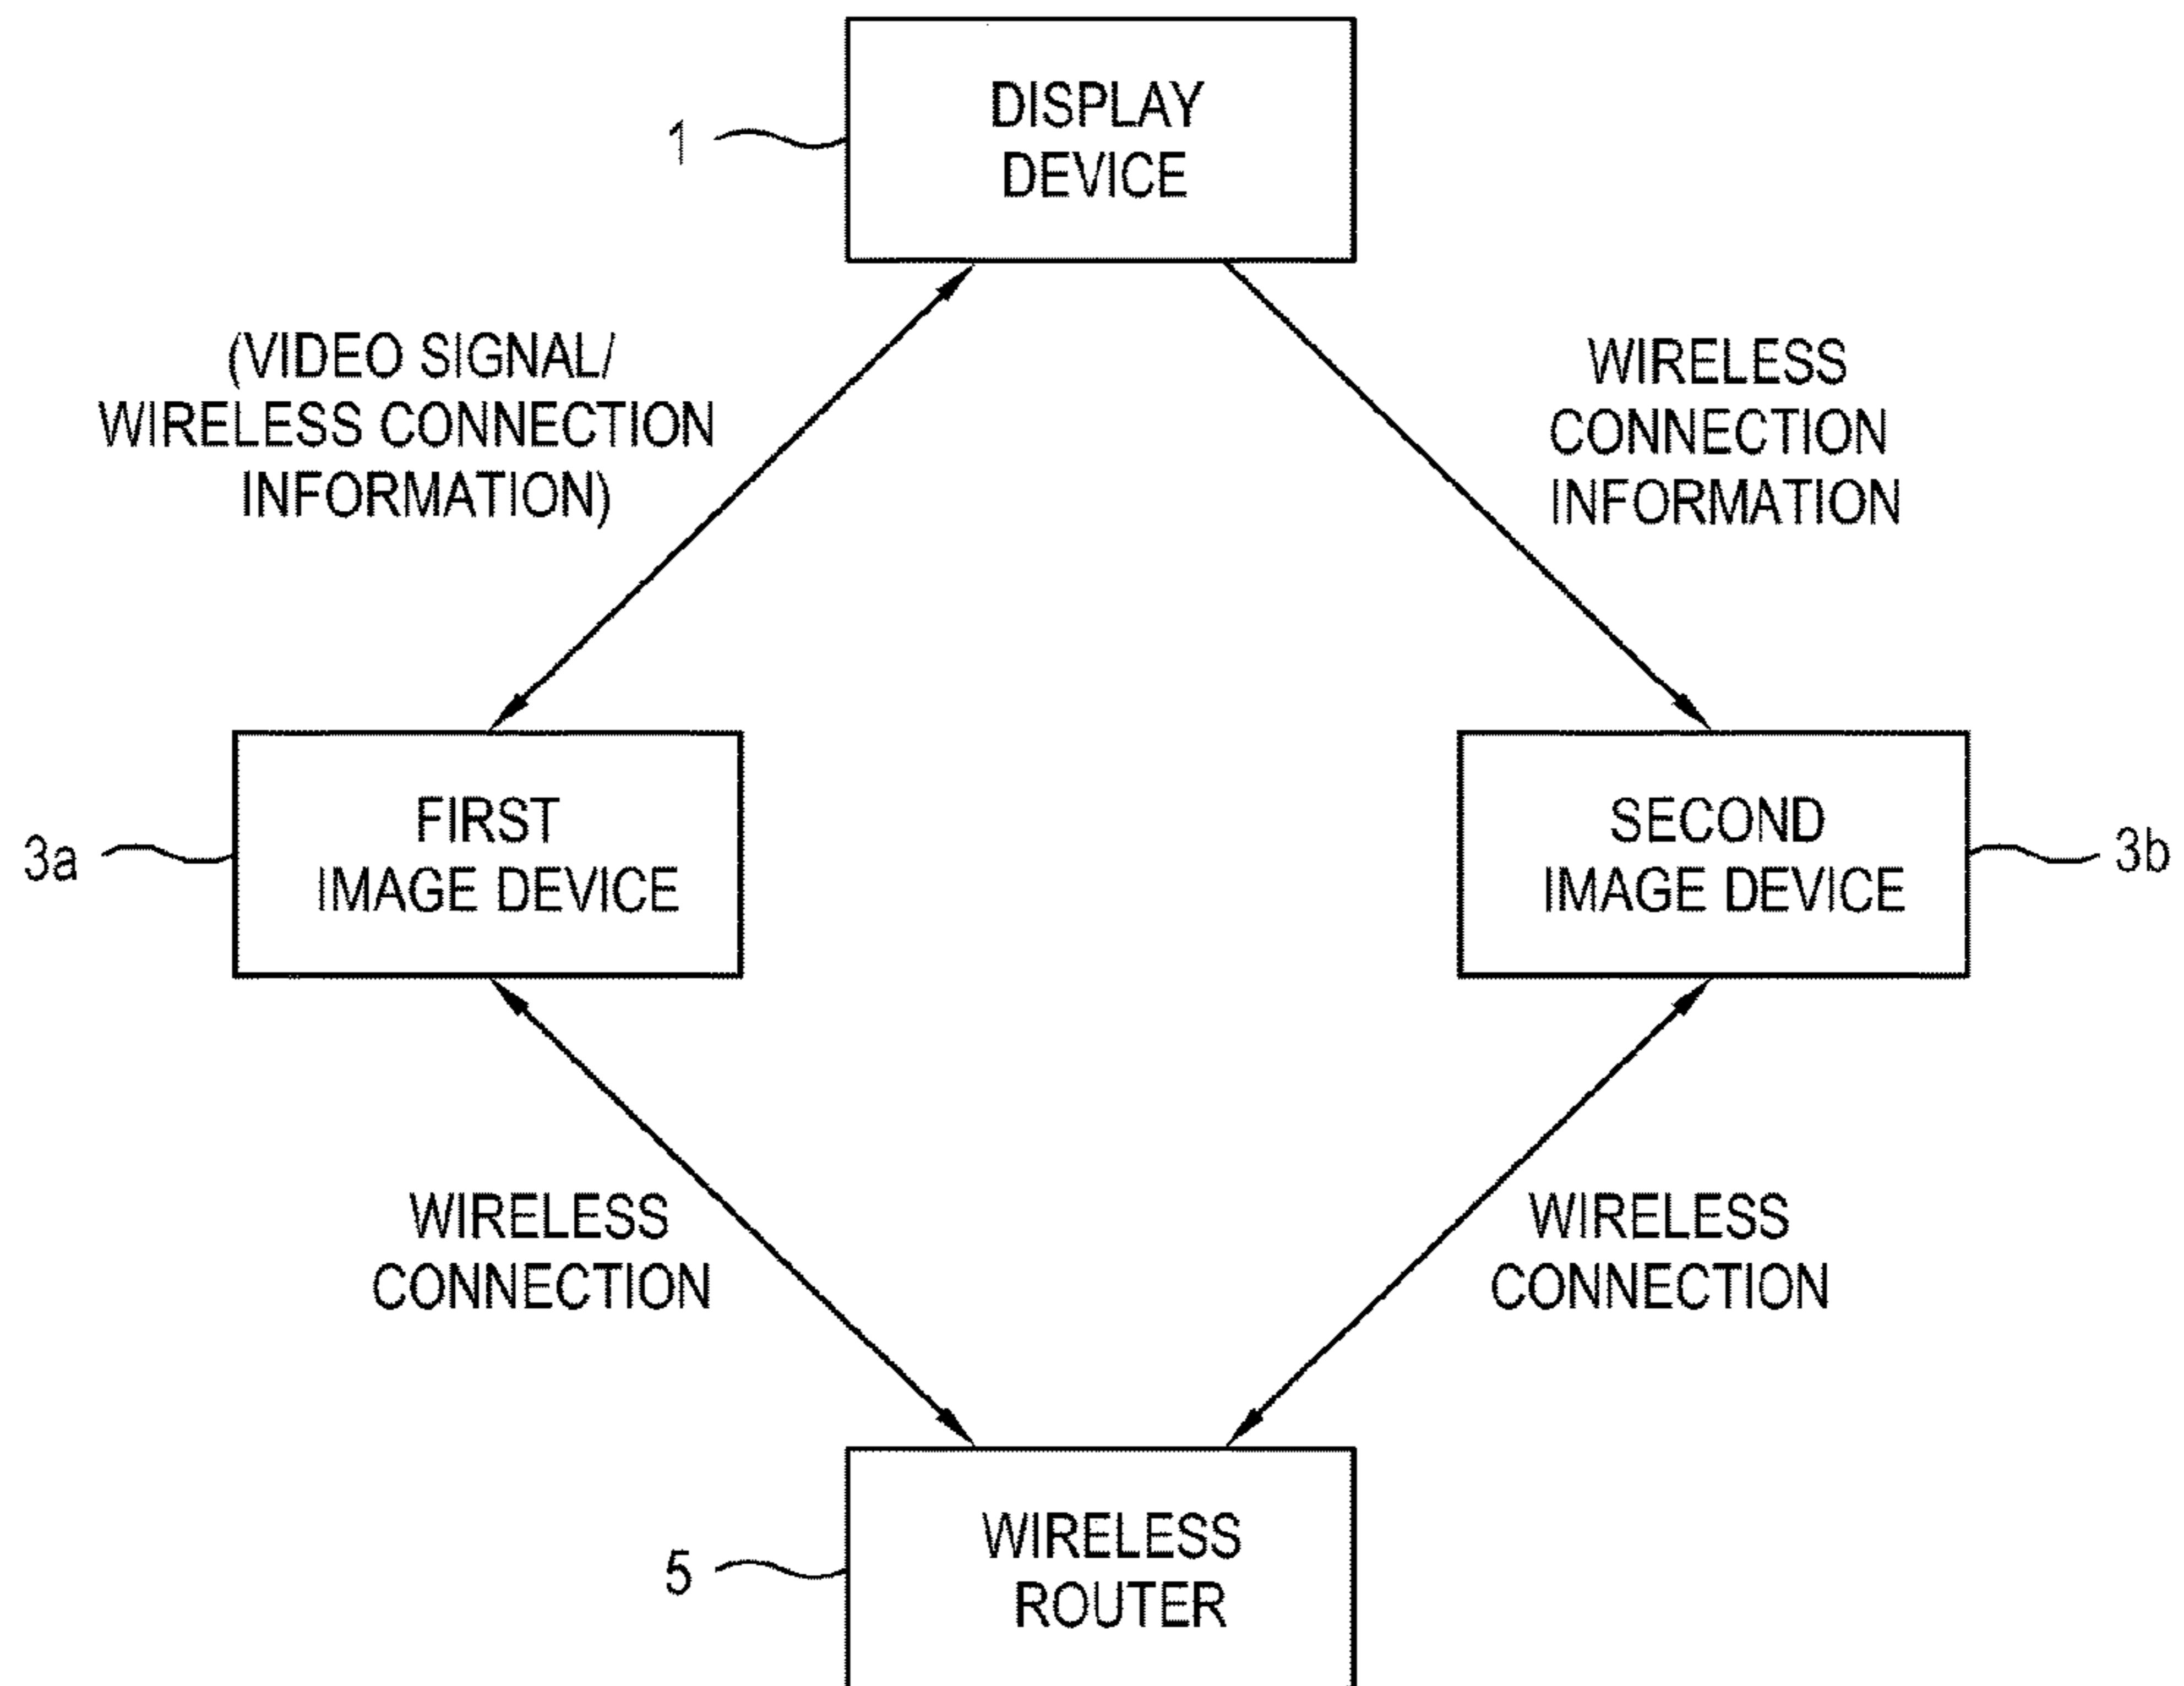 DISPLAY
DEVICE
1
(VIDEO SIGNAL/
WIRELESS CONNECTION
INFORMATION)
WIRELESS
CONNECTION
INFORMATION
FIRST
IMAGE DEVICE
3a
SECOND
IMAGE DEVICE
3b
WIRELESS
CONNECTION
WIRELESS
CONNECTION
WIRELESS
ROUTER
5